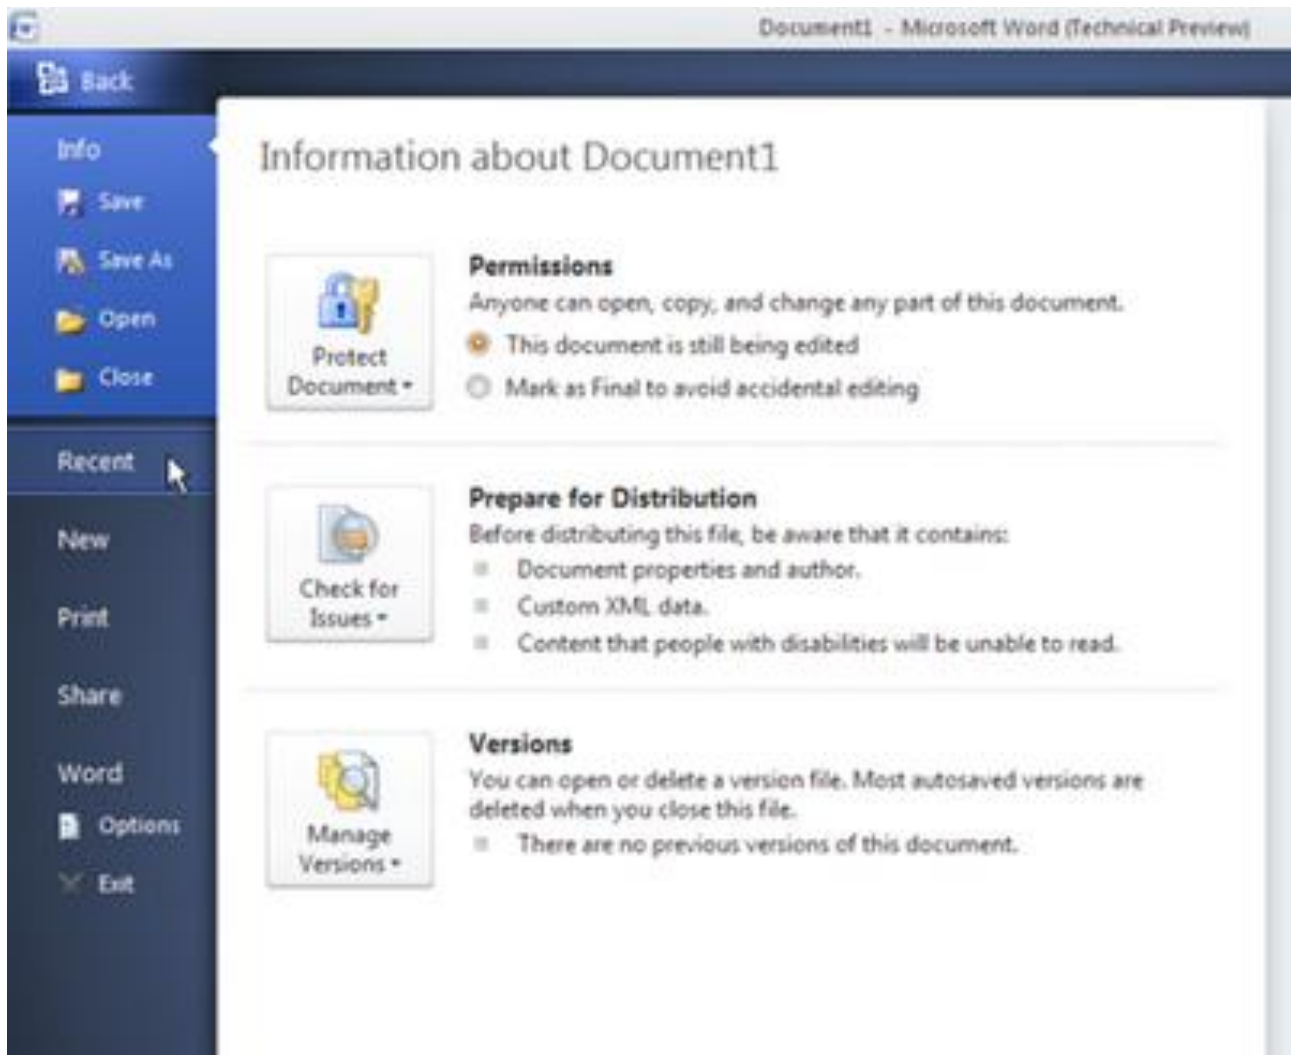 Document1 - Microsoft Word (Technical Preview)
Back
Info
Save
Save As
Open
Close
Recent
New
Print
Share
Word
Options
Exit
Information about Document1
Protect
Document
Permissions
Anyone can open, copy, and change any part of this document.
This document is still being edited
Mark as Final to avoid accidental editing
Check for
Issues
Prepare for Distribution
Before distributing this file, be aware that it contains:
Document properties and author.
Custom XML data.
Content that people with disabilities will be unable to read.
Manage
Versions
Versions
You can open or delete a version file. Most autosaved versions are
deleted when you close this file.
There are no previous versions of this document.